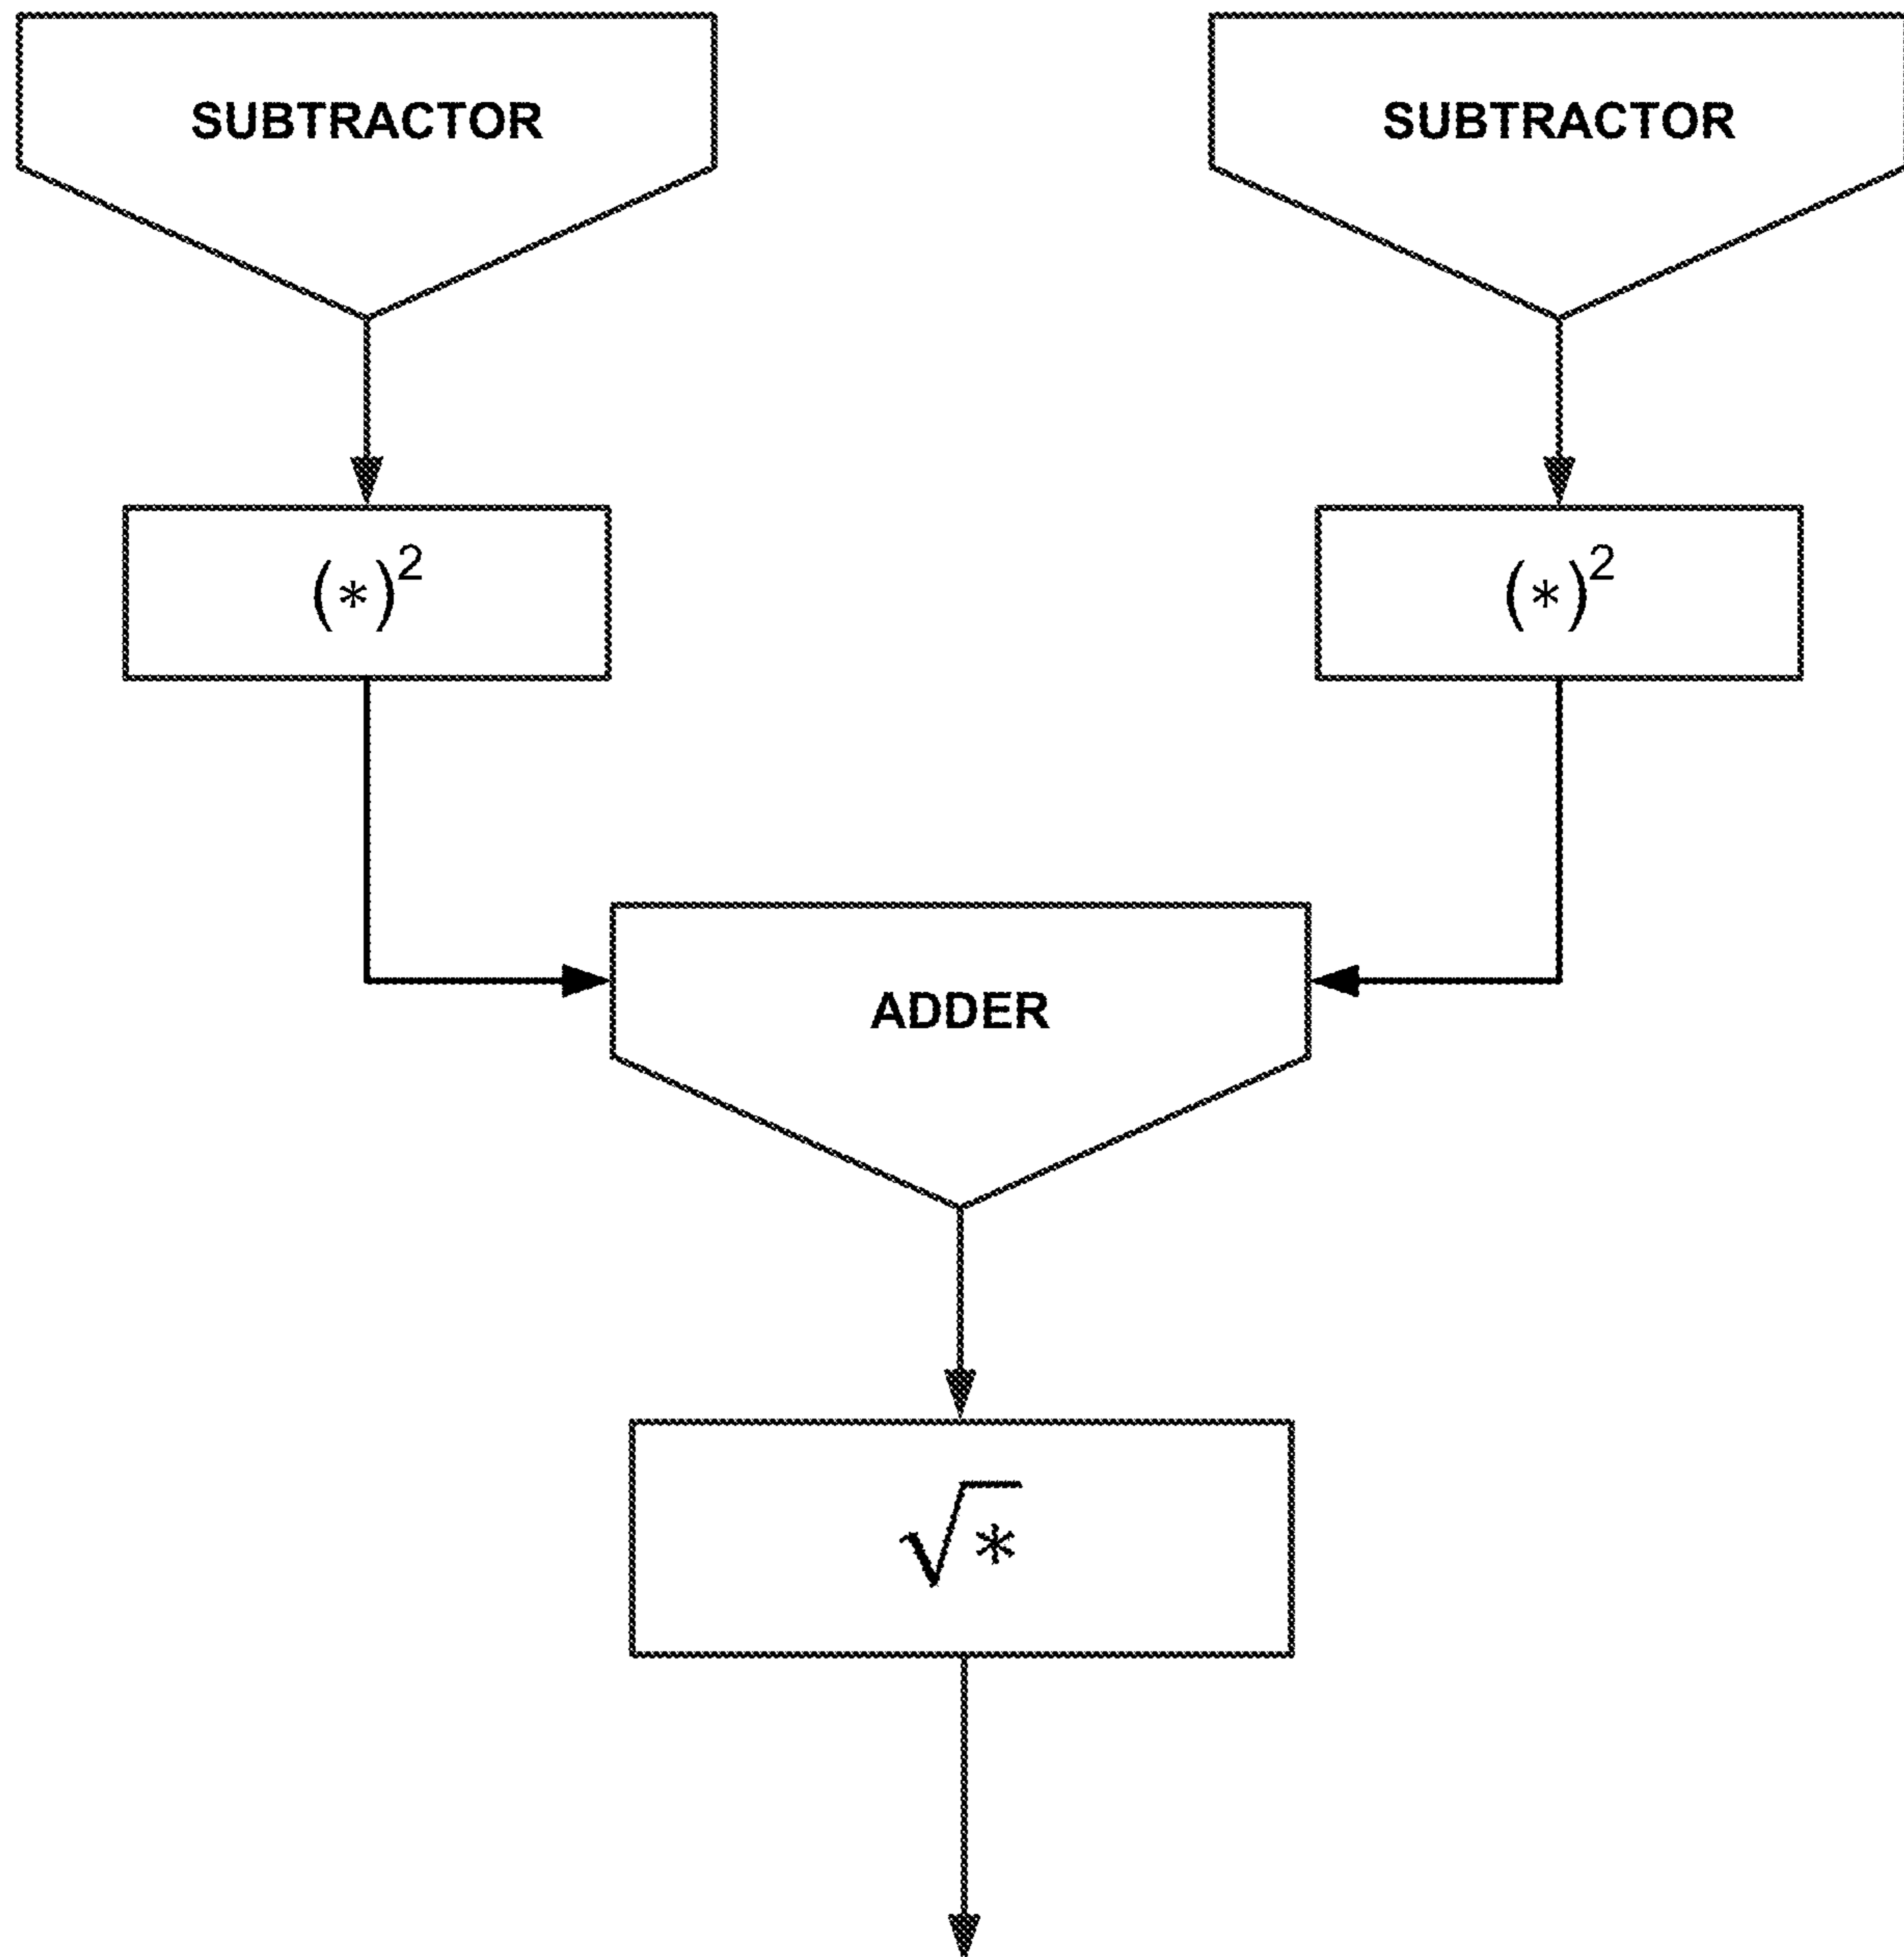 SUBTRACTOR
SUBTRACTOR
(*)²
(*)²
ADDER
√*